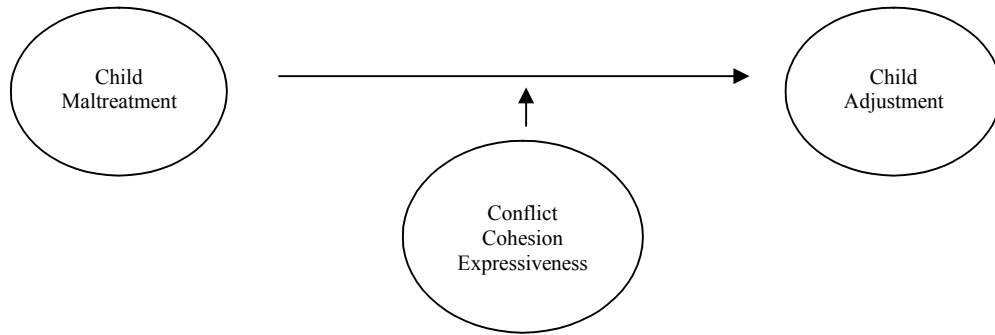 Child
Maltreatment
Child
Adjustment
Conflict
Cohesion
Expressiveness